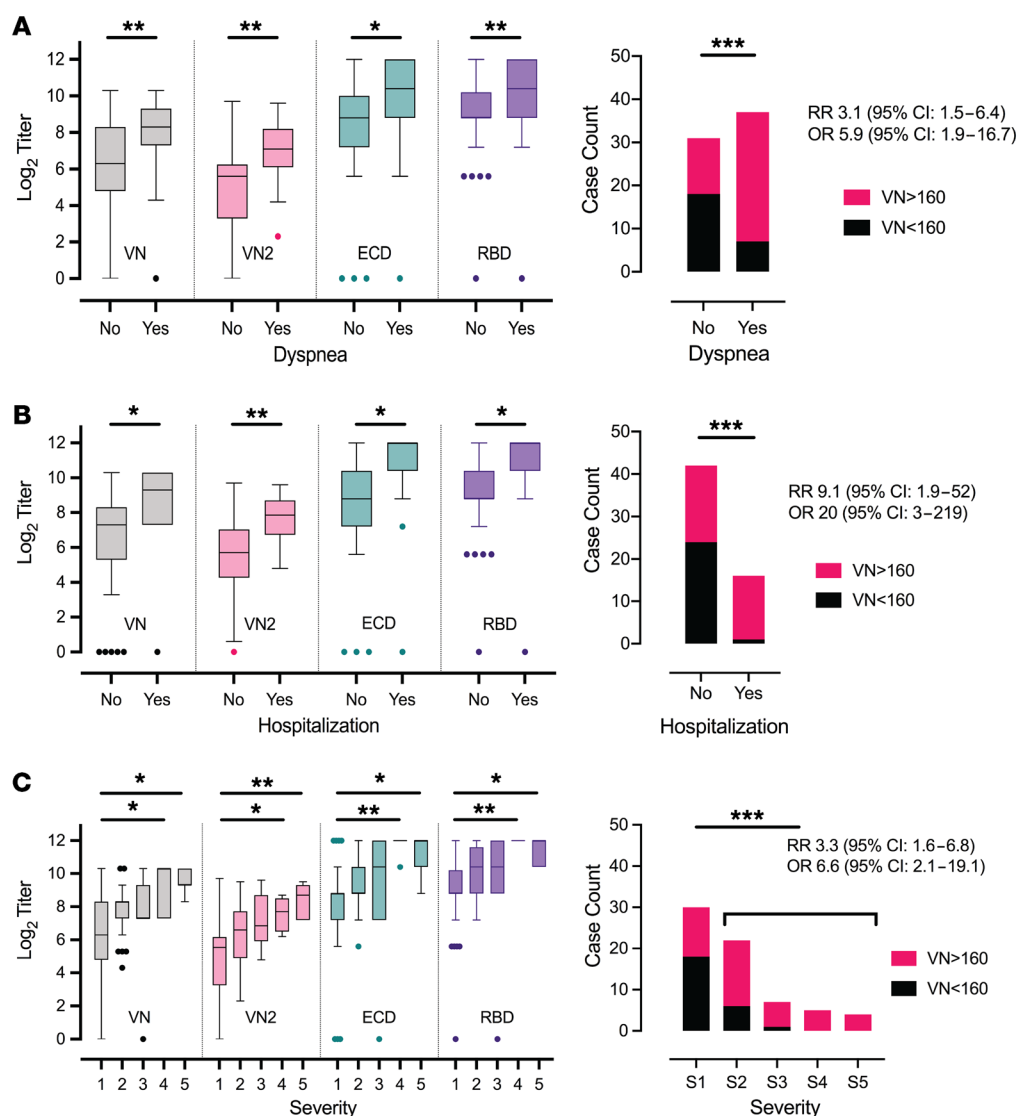 A
** ** * **
Log2 Titer
12
10
8
6
4
2
0
VN VN2 ECD RBD
No Yes No Yes No Yes No Yes
Dyspnea
***
Case Count
50
40
30
20
10
0
No Yes
Dyspnea
RR 3.1 (95% CI: 1.5–6.4)
OR 5.9 (95% CI: 1.9–16.7)
VN>160
VN<160
B
* ** * *
Log2 Titer
12
10
8
6
4
2
0
VN VN2 ECD RBD
No Yes No Yes No Yes No Yes
Hospitalization
***
Case Count
50
40
30
20
10
0
No Yes
Hospitalization
RR 9.1 (95% CI: 1.9–52)
OR 20 (95% CI: 3–219)
VN>160
VN<160
C
* ** * *
* * ** **
Log2 Titer
12
10
8
6
4
2
0
VN VN2 ECD RBD
1 2 3 4 5 1 2 3 4 5 1 2 3 4 5 1 2 3 4 5
Severity
***
Case Count
50
40
30
20
10
0
S1 S2 S3 S4 S5
Severity
RR 3.3 (95% CI: 1.6–6.8)
OR 6.6 (95% CI: 2.1–19.1)
VN>160
VN<160